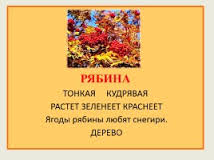 РЯБИНА
ТОНКАЯ КУДРЯВАЯ
РАСТЕТ ЗЕЛЕНЕЕТ КРАСНЕЕТ
Ягоды рябины любят снегири.
ДЕРЕВО